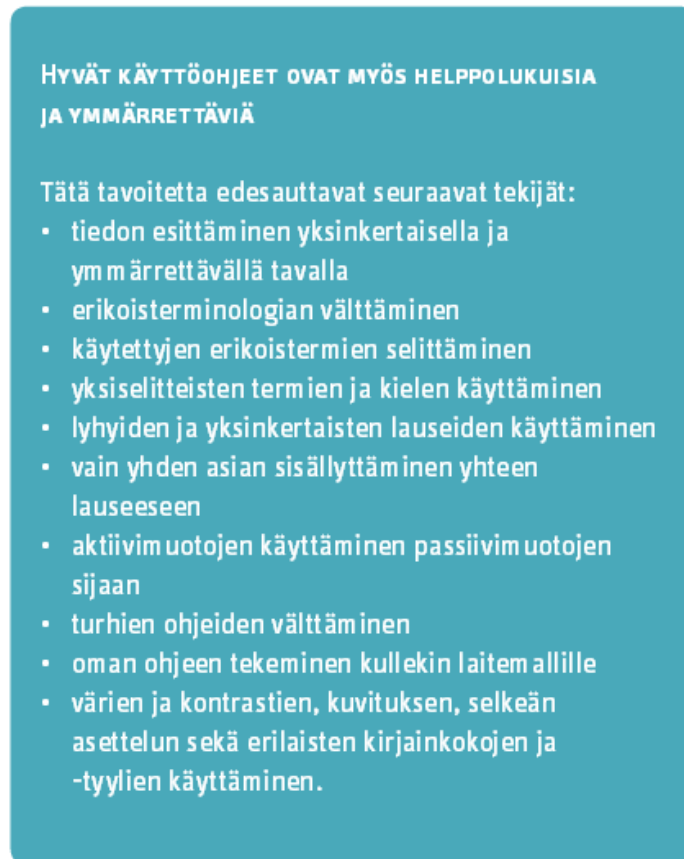 HYVÄT KÄYTTÖOHJEET OVAT MYÖS HELPPOLUKUISIA
JA YMMÄRRETTÄVIÄ
Tätä tavoitetta edesauttavat seuraavat tekijät:
• tiedon esittäminen yksinkertaisella ja
ymmärrettävällä tavalla
• erikoisterminologian välttäminen
• käytettyjen erikoistermien selittäminen
• yksiselitteisten termien ja kielen käyttäminen
• lyhyiden ja yksinkertaisten lauseiden käyttäminen
• vain yhden asian sisällyttäminen yhteen
lauseeseen
• aktiivimuotojen käyttäminen passiivimuotojen
sijaan
• turhien ohjeiden välttäminen
• oman ohjeen tekeminen kullekin laitemallille
• värien ja kontrastien, kuvituksen, selkeän
asettelun sekä erilaisten kirjainkokojen ja
-tyylien käyttäminen.